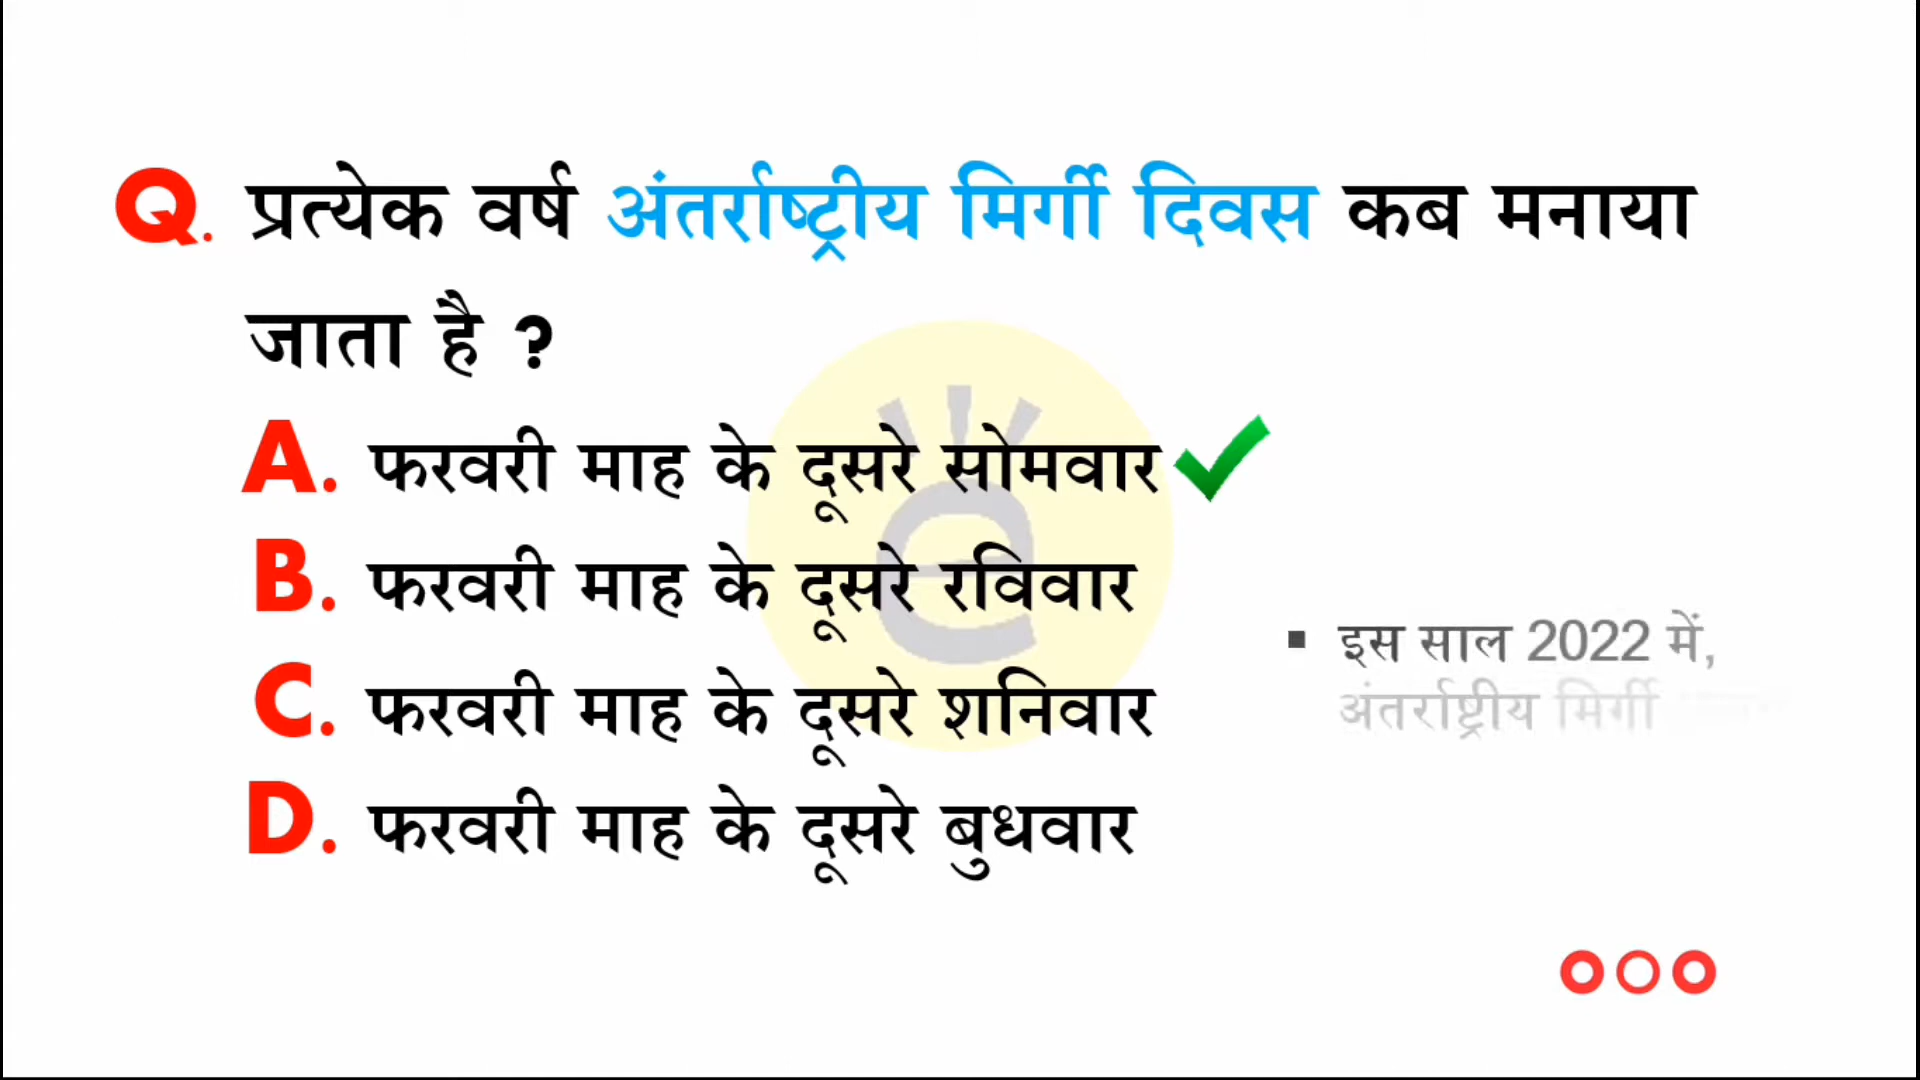 Q. प्रत्येक वर्ष अंतर्राष्ट्रीय मिर्गी दिवस कब मनाया
जाता है ?
A. फरवरी माह के दूसरे सोमवार
B. फरवरी माह के दूसरे रविवार
C. फरवरी माह के दूसरे शनिवार
D. फरवरी माह के दूसरे बुधवार
▪ इस साल 2022 में,
अंतर्राष्ट्रीय मिर्गी